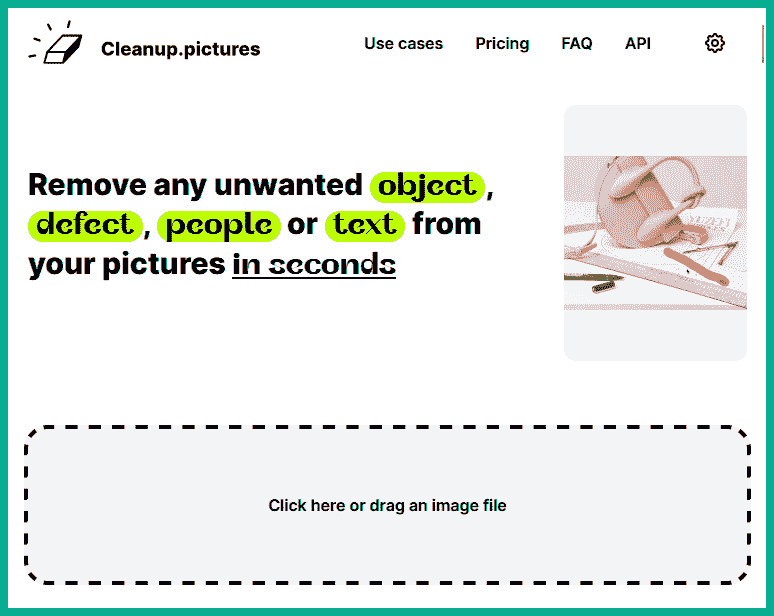 Cleanup.pictures
Use cases
Pricing
FAQ
API
Remove any unwanted object,
defect, people or text from
your pictures in seconds
Click here or drag an image file